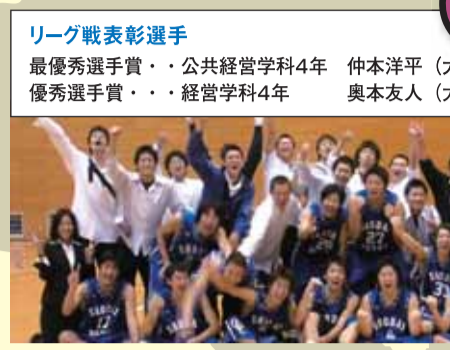 リーグ戦表彰選手
最優秀選手賞・・公共経営学科4年　仲本洋平（
優秀選手賞・・・経営学科4年　　　奥本友人（